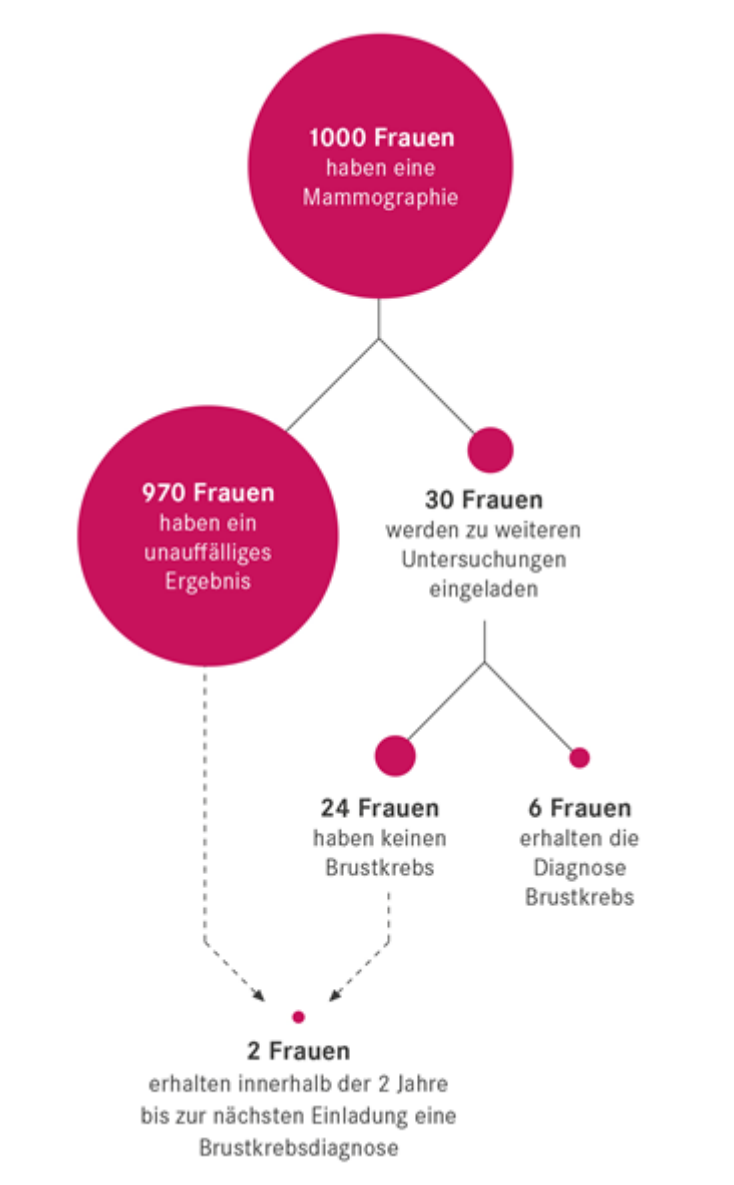 1000 Frauen
haben eine
Mammographie
970 Frauen
haben ein
unauffälliges
Ergebnis
30 Frauen
werden zu weiteren
Untersuchungen
eingeladen
24 Frauen
haben keinen
Brustkrebs
6 Frauen
erhalten die
Diagnose
Brustkrebs
2 Frauen
erhalten innerhalb der 2 Jahre
bis zur nächsten Einladung eine
Brustkrebsdiagnose